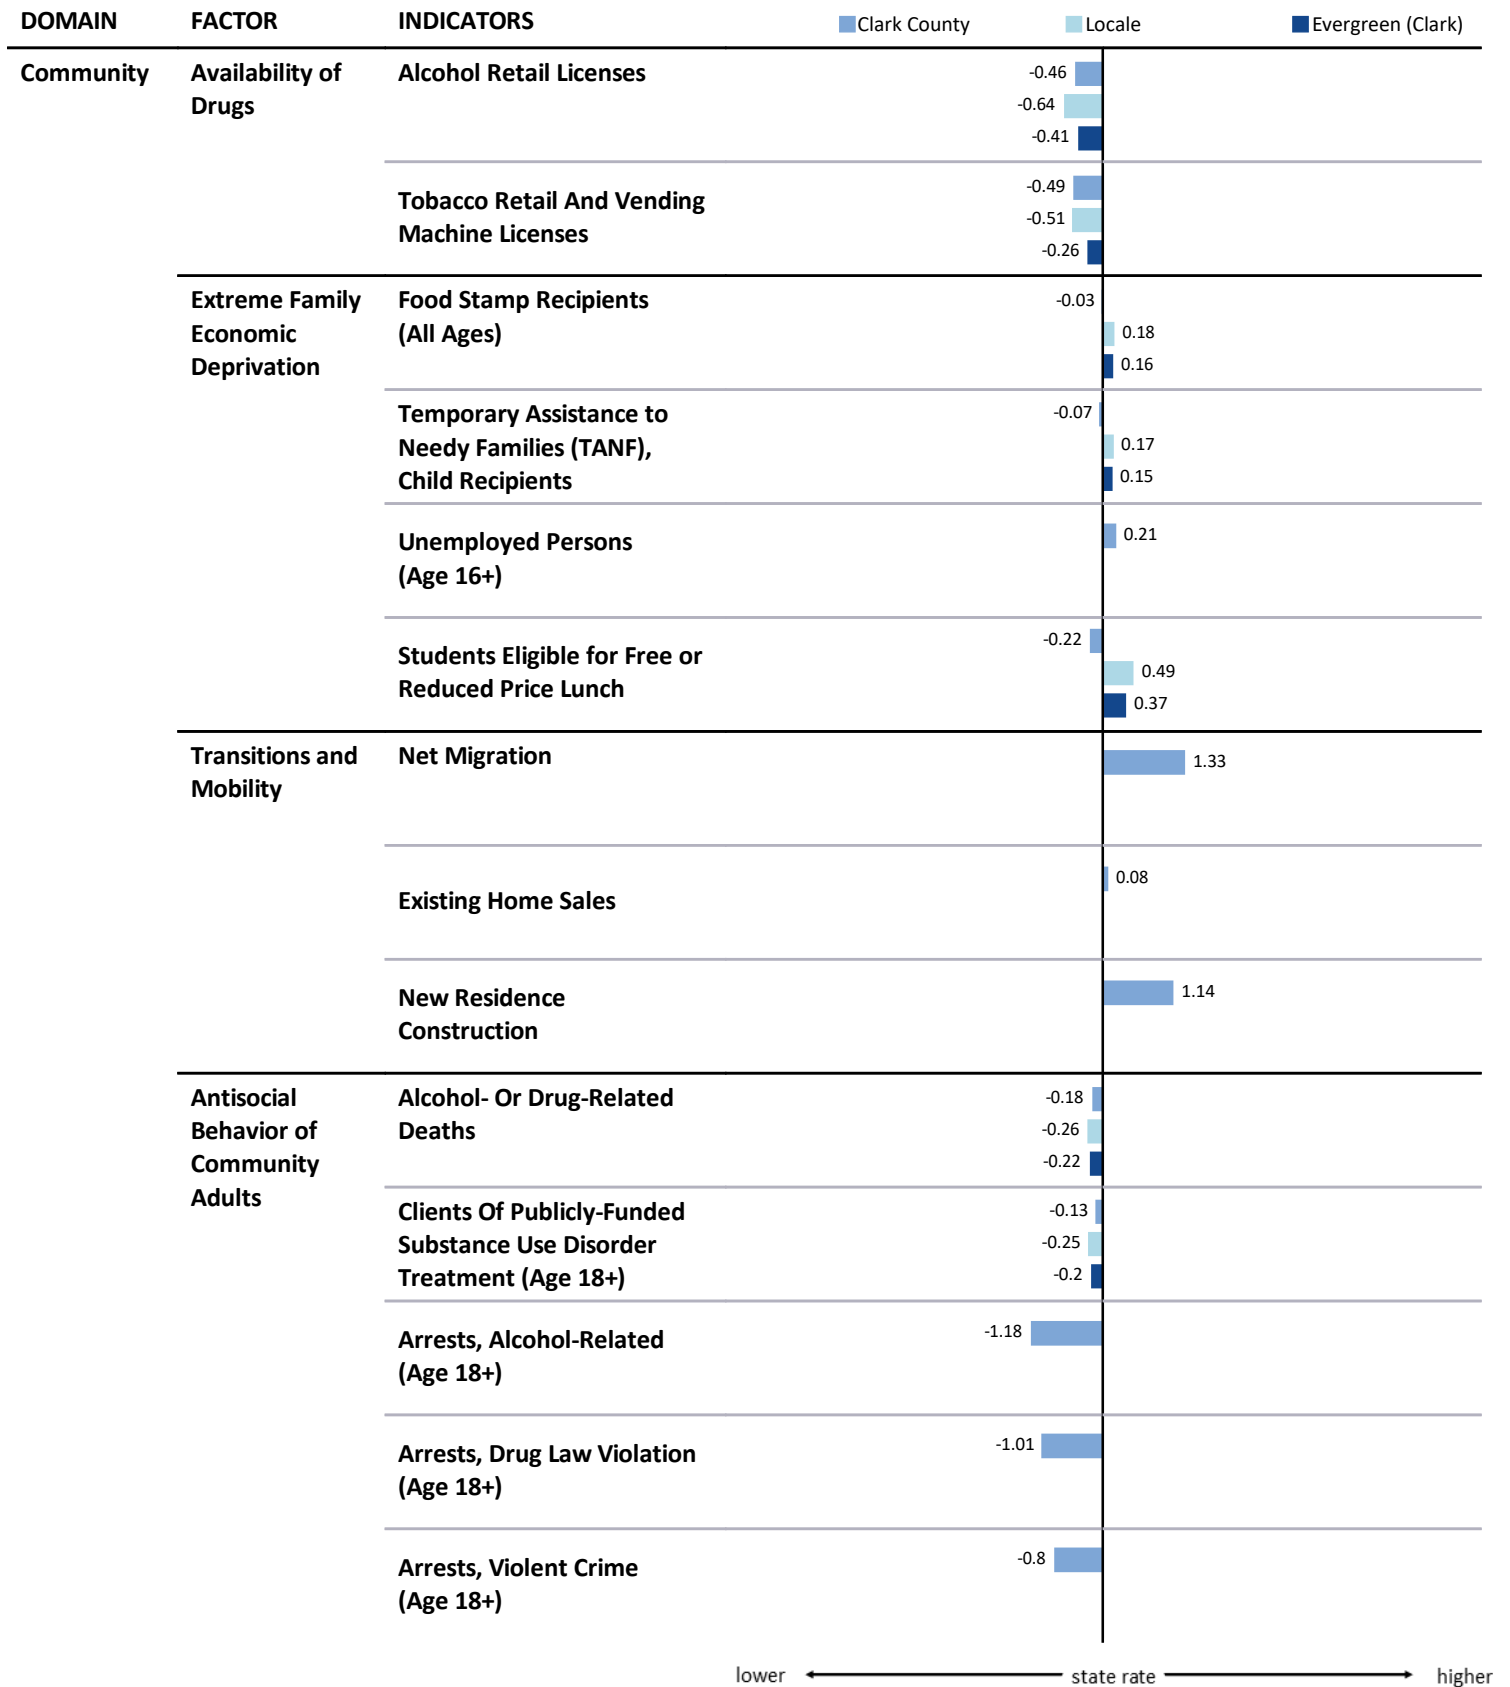 DOMAIN FACTOR INDICATORS Clark County Locale Evergreen (Clark)
Community Availability of Drugs
Alcohol Retail Licenses
-0.46
-0.64
-0.41
Tobacco Retail And Vending
Machine Licenses
-0.49
-0.51
-0.26
Extreme Family
Economic
Deprivation
Food Stamp Recipients
(All Ages)
-0.03
0.18
0.16
Temporary Assistance to
Needy Families (TANF),
Child Recipients
-0.07
0.17
0.15
Unemployed Persons
(Age 16+)
0.21
Students Eligible for Free or
Reduced Price Lunch
-0.22
0.49
0.37
Transitions and
Mobility
Net Migration
1.33
Existing Home Sales
0.08
New Residence
Construction
1.14
Antisocial
Behavior of
Community
Adults
Alcohol- Or Drug-Related
Deaths
-0.18
-0.26
-0.22
Clients Of Publicly-Funded
Substance Use Disorder
Treatment (Age 18+)
-0.13
-0.25
-0.2
Arrests, Alcohol-Related
(Age 18+)
-1.18
Arrests, Drug Law Violation
(Age 18+)
-1.01
Arrests, Violent Crime
(Age 18+)
-0.8
lower state rate higher